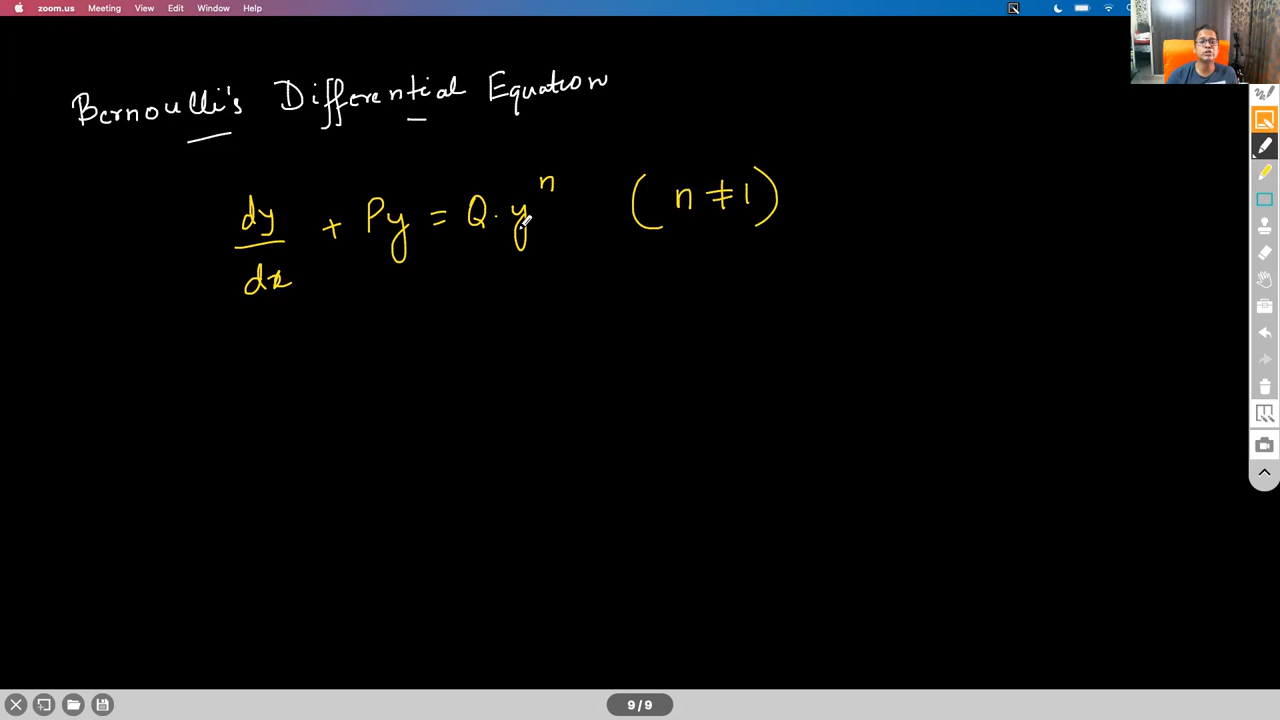 zoom.us Meeting View Edit Window Help
Bernoulli's Differential Equation
dy/dx + Py = Q·y^n (n ≠ 1)
9/9